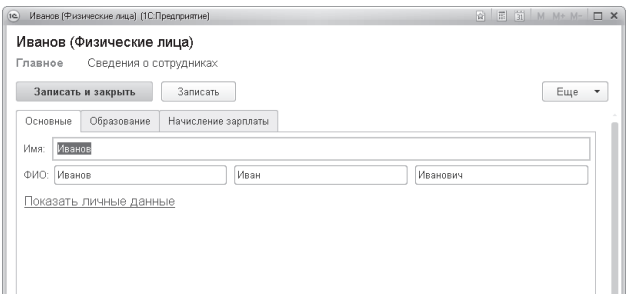 Иванов (Физические лица) (1С:Предприятие)
M M+ M-
Иванов (Физические лица)
Главное Сведения о сотрудниках
Записать и закрыть Записать Еще
Основные Образование Начисление зарплаты
Имя: Иванов
ФИО: Иванов Иван Иванович
Показать личные данные